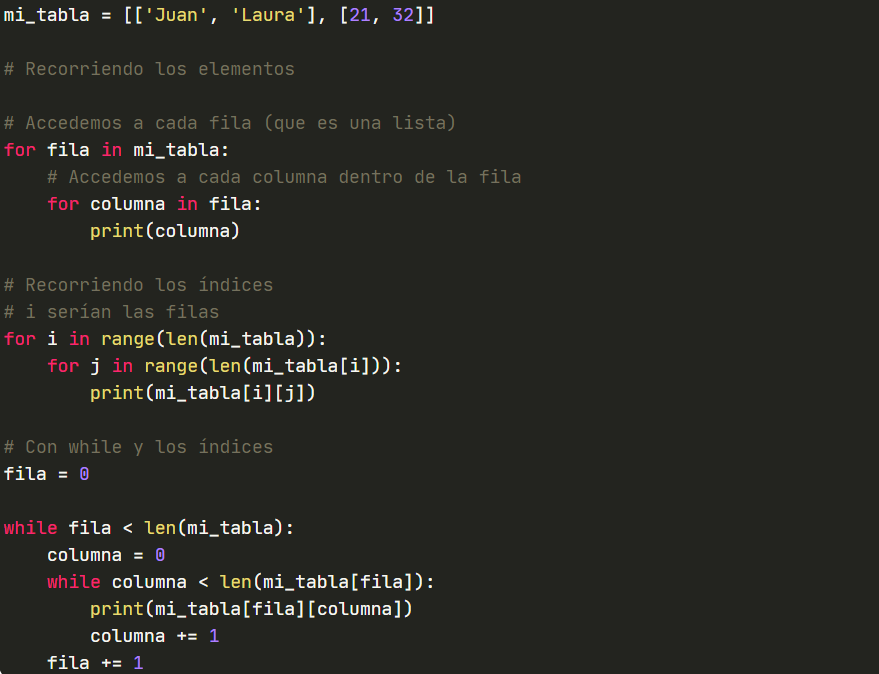 mi_tabla = [['Juan', 'Laura'], [21, 32]]
# Recorriendo los elementos
# Accedemos a cada fila (que es una lista)
for fila in mi_tabla:
    # Accedemos a cada columna dentro de la fila
    for columna in fila:
        print(columna)
# Recorriendo los índices
# i serían las filas
for i in range(len(mi_tabla)):
    for j in range(len(mi_tabla[i])):
        print(mi_tabla[i][j])
# Con while y los índices
fila = 0
while fila < len(mi_tabla):
    columna = 0
    while columna < len(mi_tabla[fila]):
        print(mi_tabla[fila][columna])
        columna += 1
    fila += 1